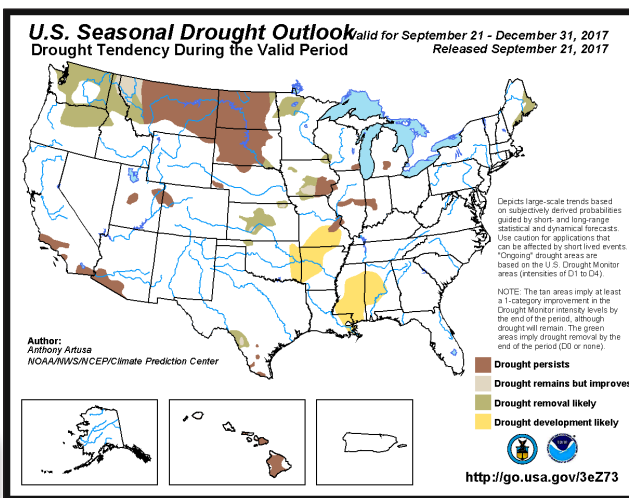 U.S. Seasonal Drought Outlook
Drought Tendency During the Valid Period
Valid for September 21 - December 31, 2017
Released September 21, 2017
Depicts large-scale trends based
on subjectively derived probabilities
guided by short- and long-range
statistical and dynamical forecasts.
Use caution for applications that
can be affected by short lived events.
"Ongoing" drought areas are
based on the U.S. Drought Monitor
areas (intensities of D1 to D4).
NOTE: The tan areas imply at least
a 1-category improvement in
the Drought Monitor intensity levels by
the end of the period, although
drought will remain. The green
areas imply drought removal by the
end of the period (D0 or none).
Author:
Anthony Artusa
NOAA/NWS/NCEP/Climate Prediction Center
Drought persists
Drought remains but improves
Drought removal likely
Drought development likely
http://go.usa.gov/3eZ73